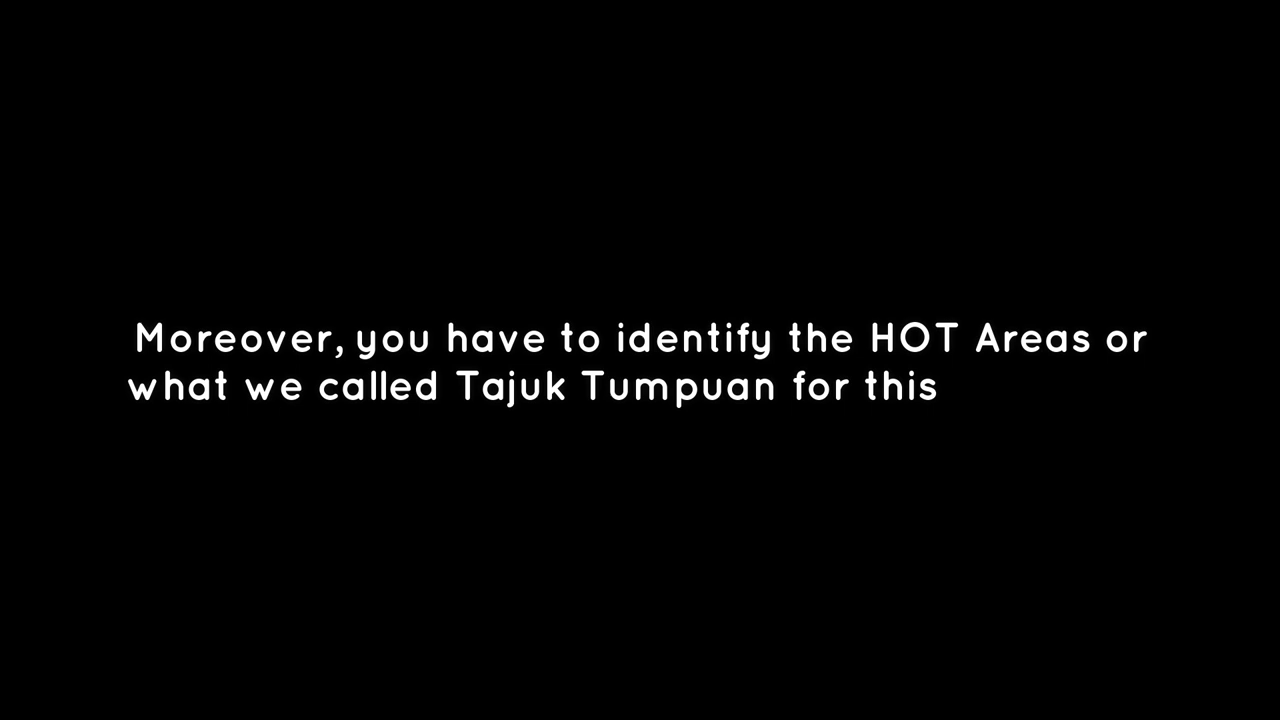 Moreover, you have to identify the HOT Areas or
what we called Tajuk Tumpuan for this